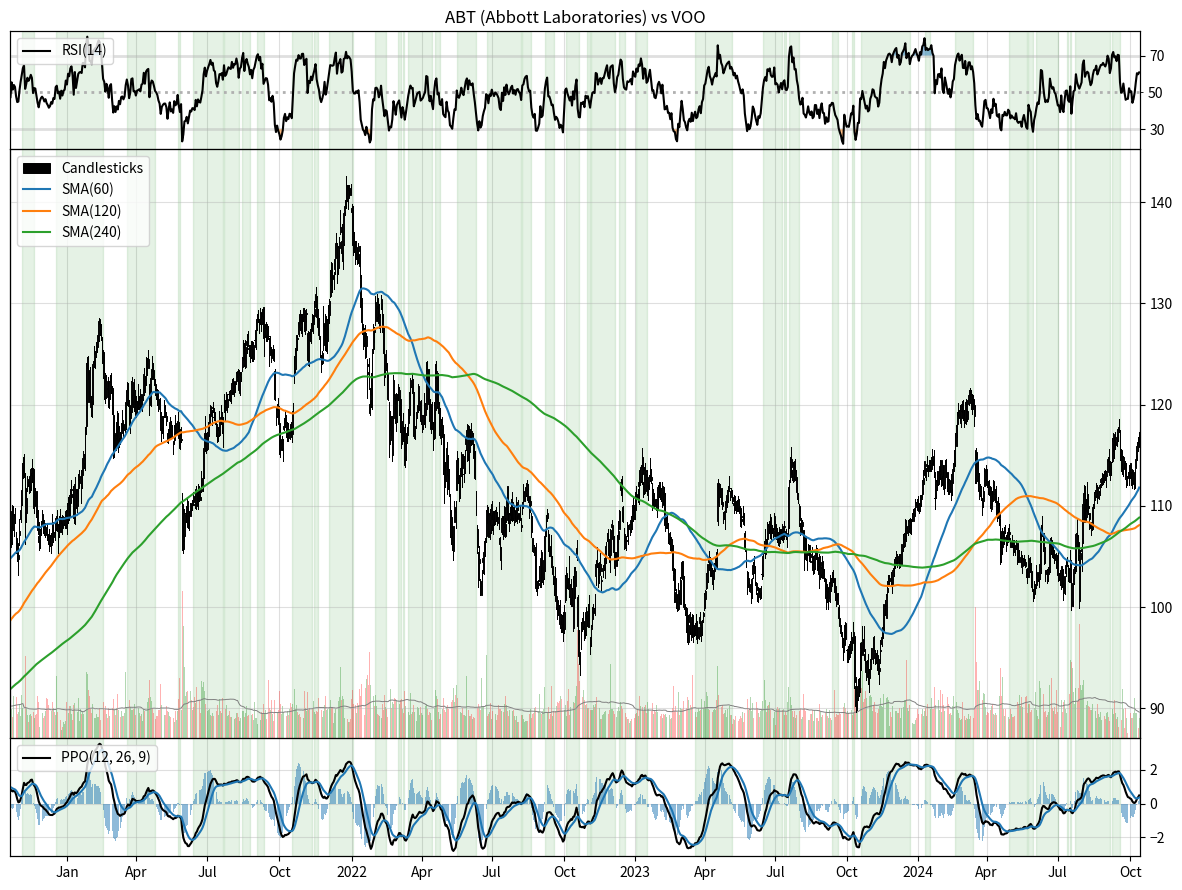 ABT (Abbott Laboratories) vs VOO
RSI(14)
70
50
30
Candlesticks
SMA(60)
SMA(120)
SMA(240)
140
130
120
110
100
90
PPO(12, 26, 9)
2
0
−2
Jan Apr Jul Oct 2022 Apr Jul Oct 2023 Apr Jul Oct 2024 Apr Jul Oct